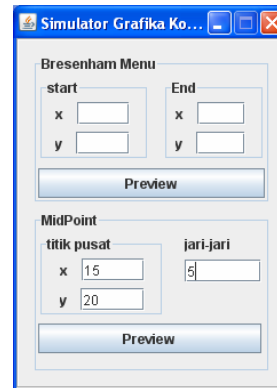 Simulator Grafika Ko...
Bresenham Menu
start End
x x
y y
Preview
MidPoint
titik pusat jari-jari
x 15 5
y 20
Preview